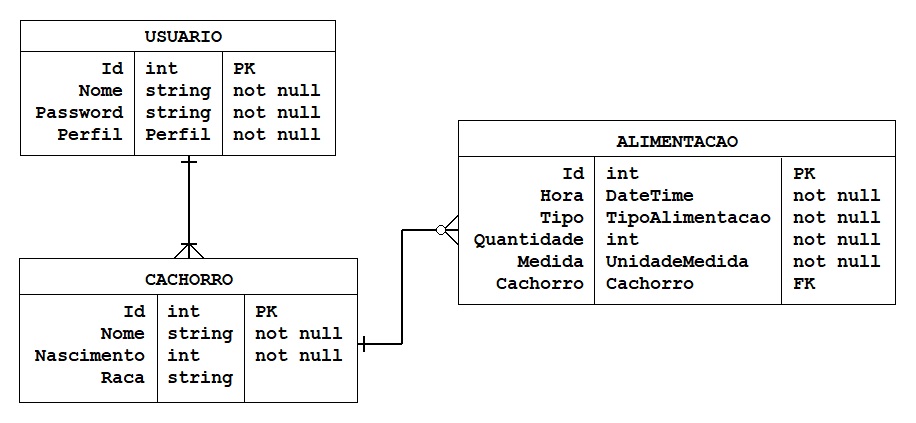 USUARIO
Id int PK
Nome string not null
Password string not null
Perfil Perfil not null
ALIMENTACAO
Id int PK
Hora DateTime not null
Tipo TipoAlimentacao not null
Quantidade int not null
Medida UnidadeMedida not null
Cachorro Cachorro FK
CACHORRO
Id int PK
Nome string not null
Nascimento int not null
Raca string